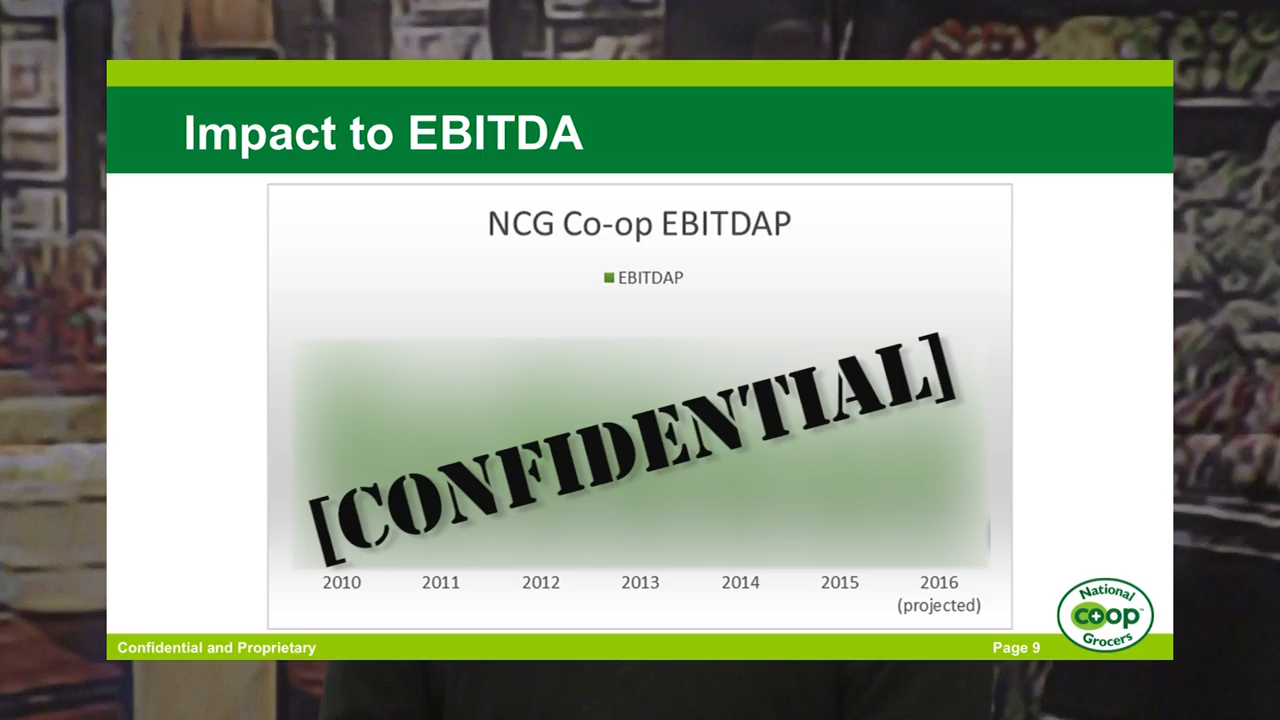 Impact to EBITDA
NCG Co-op EBITDAP
EBITDAP
[CONFIDENTIAL]
2010 2011 2012 2013 2014 2015 2016
(projected)
National
co+op™
Grocers
Confidential and Proprietary Page 9